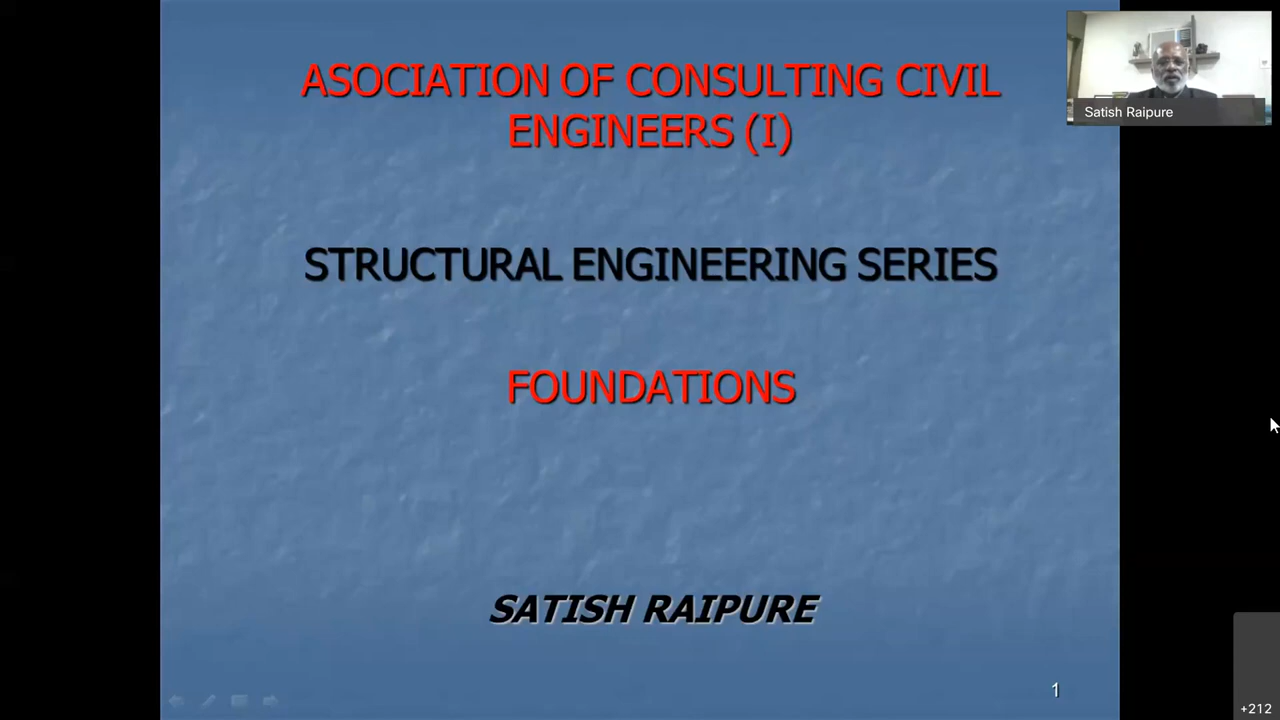 ASOCIATION OF CONSULTING CIVIL
ENGINEERS (I)
Satish Raipure
STRUCTURAL ENGINEERING SERIES
FOUNDATIONS
SATISH RAIPURE
1
+212